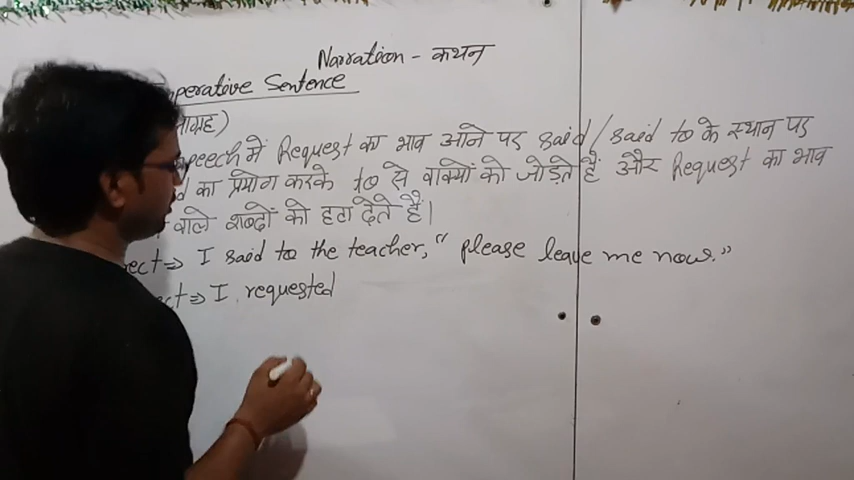 Narration - कथन
perative Sentence
ग्रह)
peech में Request का भाव आने पर said / said to के स्थान पर
d का प्रयोग करके to से वाक्यों को जोड़ते हैं और Request का भाव
वाले शब्दों को हटा देते हैं।
ect ⇒ I said to the teacher, "please leave me now."
ct ⇒ I requested